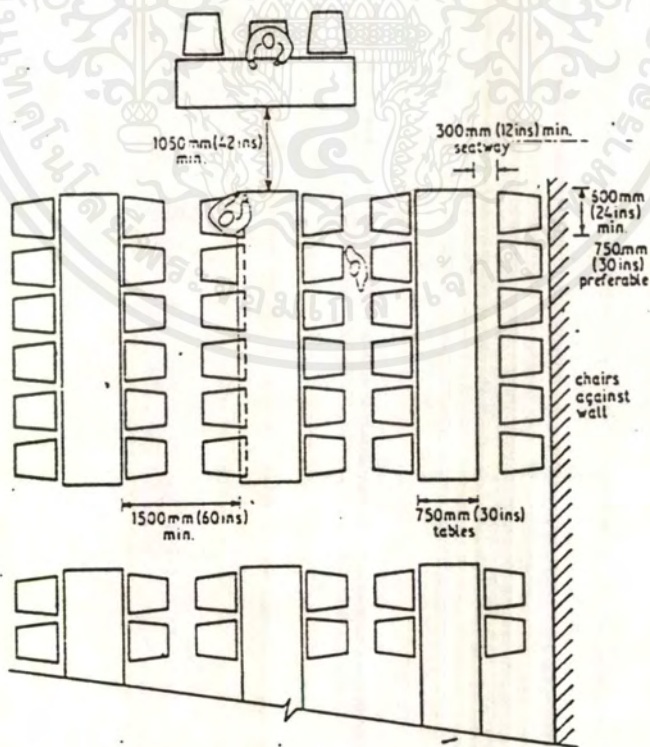 1050mm (42ins)
min.
300mm (12ins) min.
seatway
600mm
(24ins)
min.
750mm
(30ins)
preferable
chairs
against
wall
1500mm (60ins)
min.
750mm (30ins)
tables